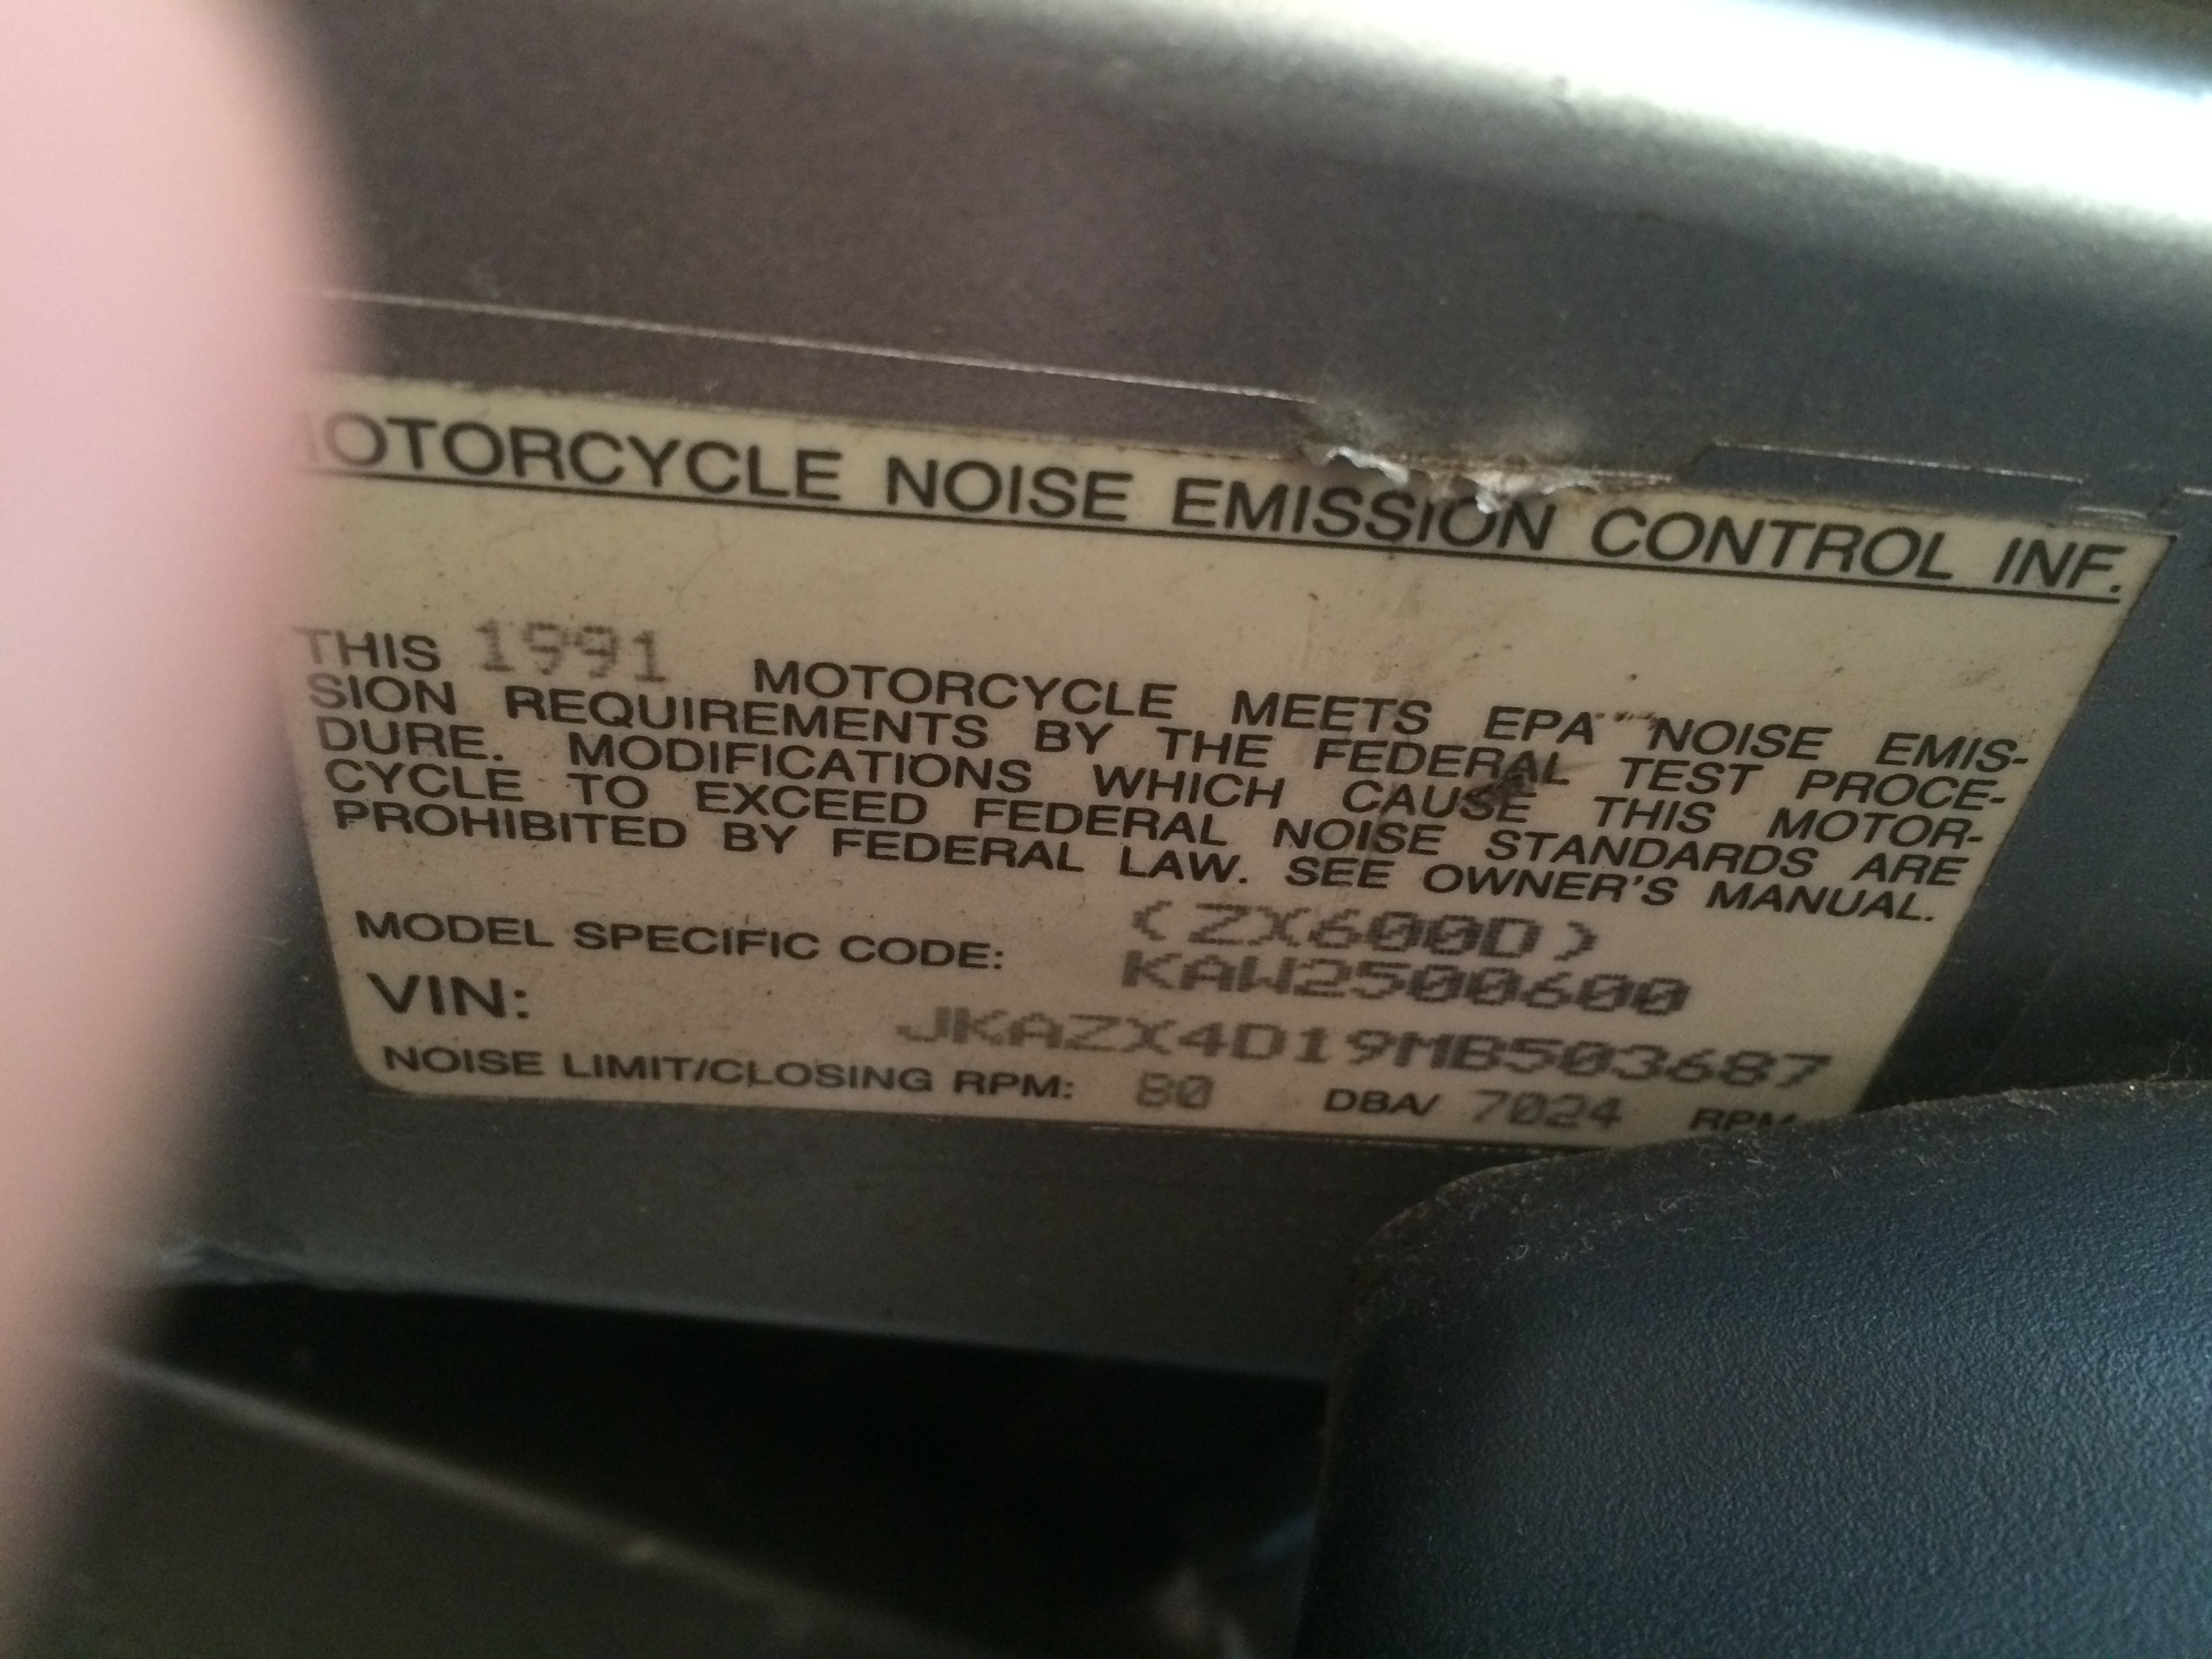 MOTORCYCLE NOISE EMISSION CONTROL INF.
THIS 1991 MOTORCYCLE MEETS EPA NOISE EMIS-
SION REQUIREMENTS BY THE FEDERAL TEST PROCE-
DURE. MODIFICATIONS WHICH CAUSE THIS MOTOR-
CYCLE TO EXCEED FEDERAL NOISE STANDARDS ARE
PROHIBITED BY FEDERAL LAW. SEE OWNER'S MANUAL.
(ZX600D)
MODEL SPECIFIC CODE: KAW2500600
VIN: JKAZX4D19MB503687
NOISE LIMIT/CLOSING RPM: 80 DBA/ 7024 RPM